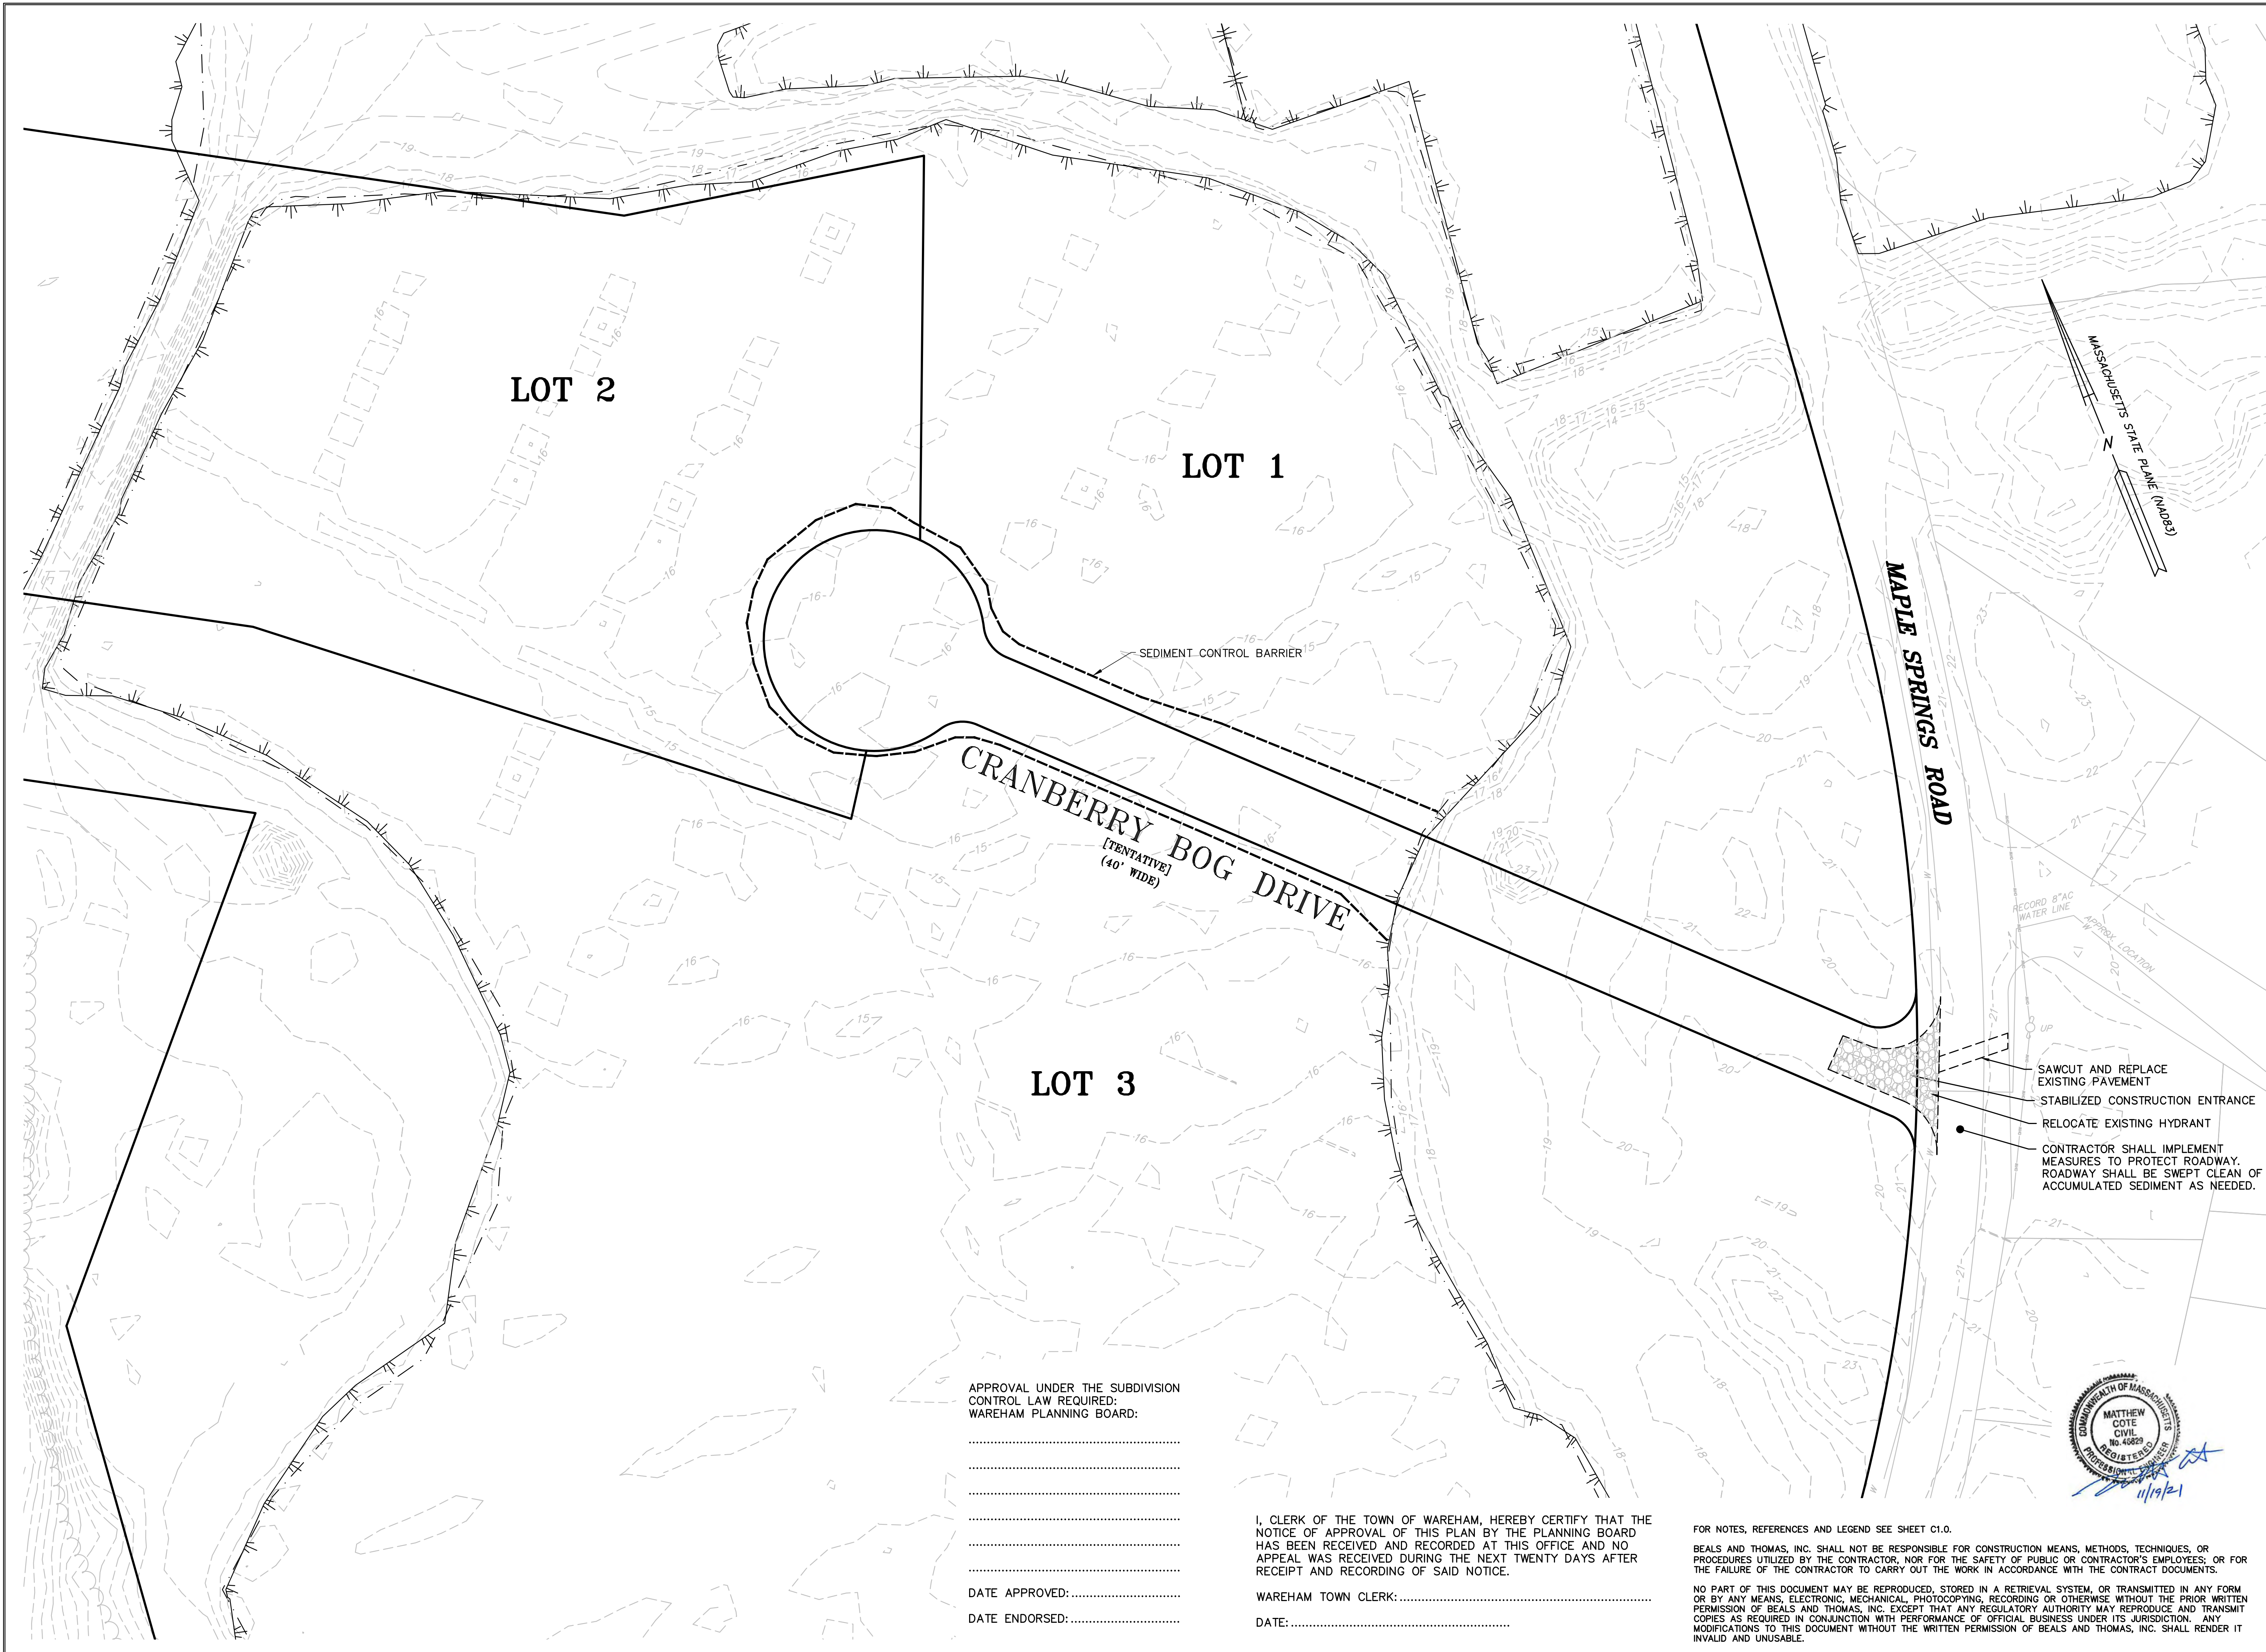 LOT 2
LOT 1
MASSACHUSETTS STATE PLANE (NAD83)
N
MAPLE SPRINGS ROAD
SEDIMENT CONTROL BARRIER
CRANBERRY BOG DRIVE
[TENTATIVE]
(40' WIDE)
RECORD 8"AC
WATER LINE
APPROX LOCATION
UP
LOT 3
SAWCUT AND REPLACE
EXISTING PAVEMENT
STABILIZED CONSTRUCTION ENTRANCE
RELOCATE EXISTING HYDRANT
CONTRACTOR SHALL IMPLEMENT
MEASURES TO PROTECT ROADWAY.
ROADWAY SHALL BE SWEPT CLEAN OF
ACCUMULATED SEDIMENT AS NEEDED.
APPROVAL UNDER THE SUBDIVISION
CONTROL LAW REQUIRED:
WAREHAM PLANNING BOARD:
DATE APPROVED:
DATE ENDORSED:
I, CLERK OF THE TOWN OF WAREHAM, HEREBY CERTIFY THAT THE
NOTICE OF APPROVAL OF THIS PLAN BY THE PLANNING BOARD
HAS BEEN RECEIVED AND RECORDED AT THIS OFFICE AND NO
APPEAL WAS RECEIVED DURING THE NEXT TWENTY DAYS AFTER
RECEIPT AND RECORDING OF SAID NOTICE.
WAREHAM TOWN CLERK:
DATE:
COMMONWEALTH OF MASSACHUSETTS
MATTHEW
COTE
CIVIL
No. 45829
REGISTERED
PROFESSIONAL ENGINEER
11/19/21
FOR NOTES, REFERENCES AND LEGEND SEE SHEET C1.0.
BEALS AND THOMAS, INC. SHALL NOT BE RESPONSIBLE FOR CONSTRUCTION MEANS, METHODS, TECHNIQUES, OR
PROCEDURES UTILIZED BY THE CONTRACTOR, NOR FOR THE SAFETY OF PUBLIC OR CONTRACTOR'S EMPLOYEES; OR FOR
THE FAILURE OF THE CONTRACTOR TO CARRY OUT THE WORK IN ACCORDANCE WITH THE CONTRACT DOCUMENTS.
NO PART OF THIS DOCUMENT MAY BE REPRODUCED, STORED IN A RETRIEVAL SYSTEM, OR TRANSMITTED IN ANY FORM
OR BY ANY MEANS, ELECTRONIC, MECHANICAL, PHOTOCOPYING, RECORDING OR OTHERWISE WITHOUT THE PRIOR WRITTEN
PERMISSION OF BEALS AND THOMAS, INC. EXCEPT THAT ANY REGULATORY AUTHORITY MAY REPRODUCE AND TRANSMIT
COPIES AS REQUIRED IN CONJUNCTION WITH PERFORMANCE OF OFFICIAL BUSINESS UNDER ITS JURISDICTION. ANY
MODIFICATIONS TO THIS DOCUMENT WITHOUT THE WRITTEN PERMISSION OF BEALS AND THOMAS, INC. SHALL RENDER IT
INVALID AND UNUSABLE.